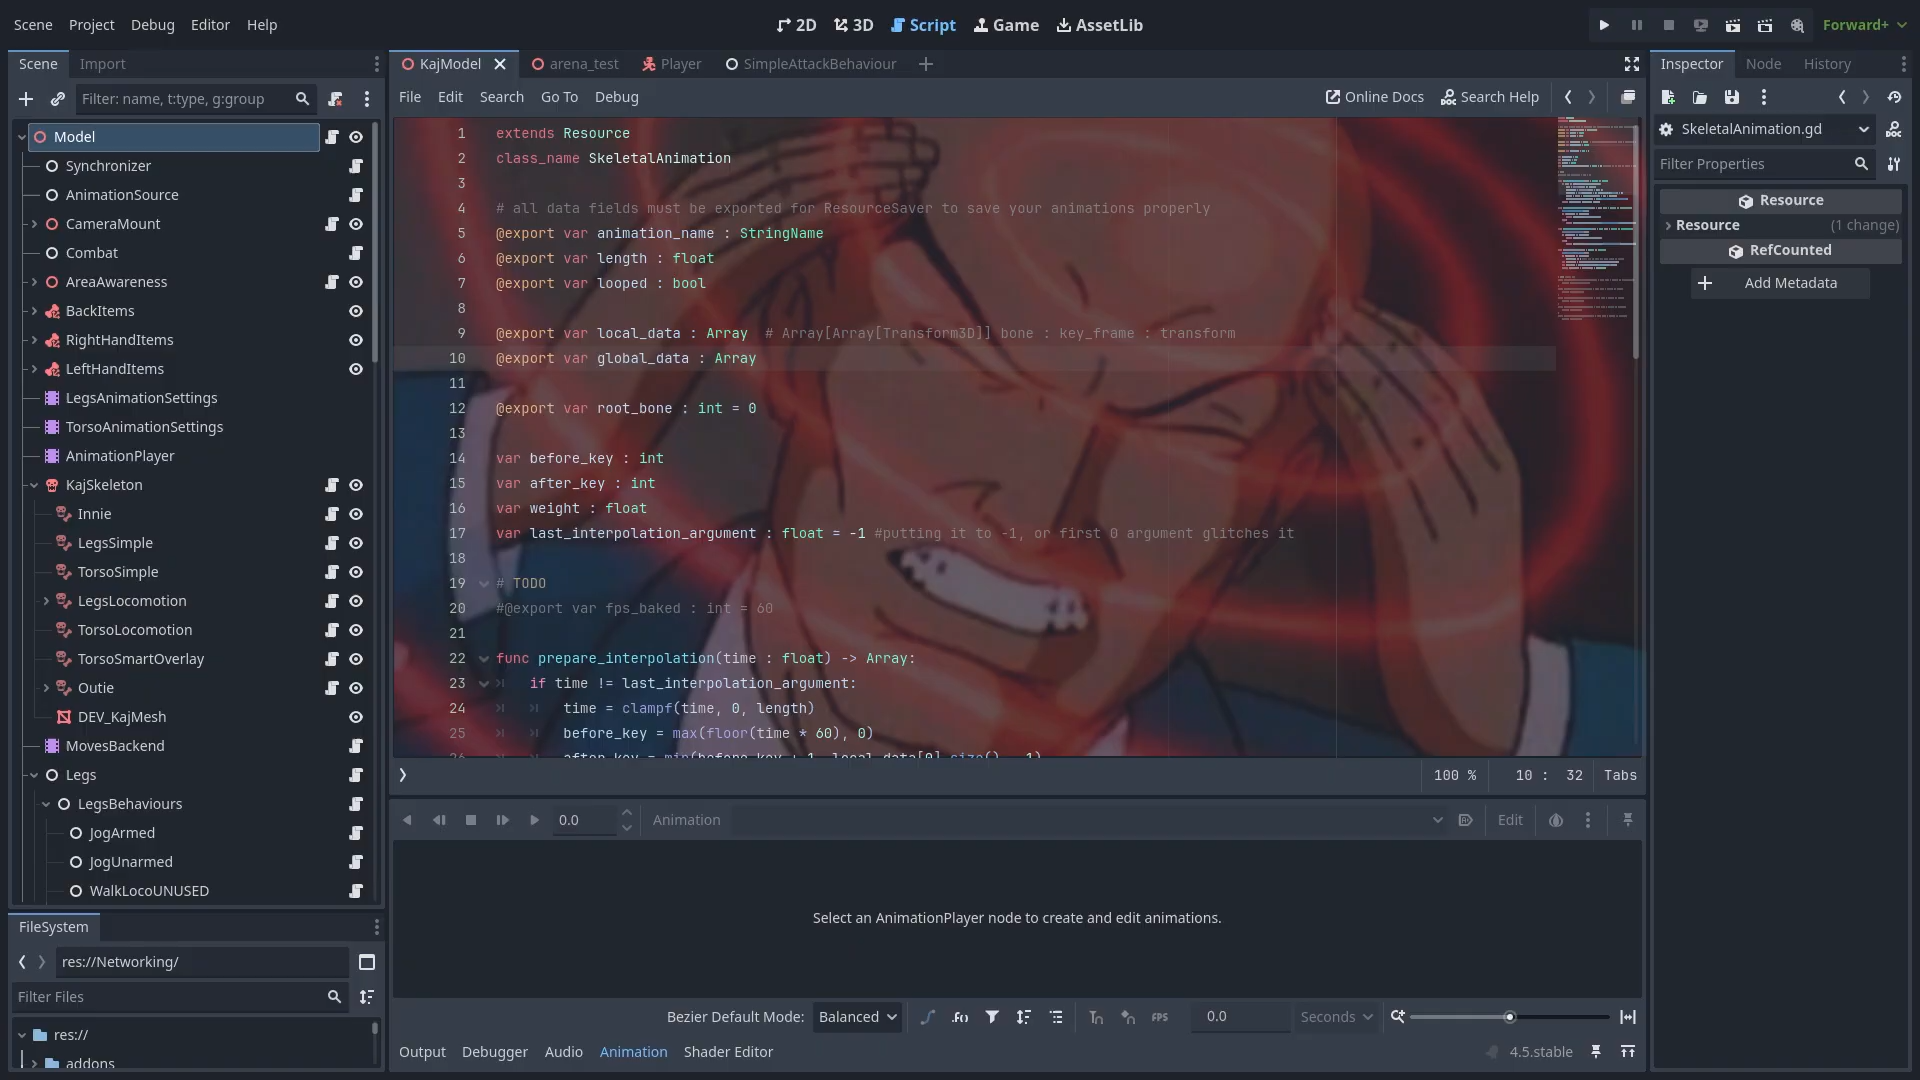 Scene Project Debug Editor Help
2D 3D Script Game AssetLib
Forward+
Scene Import
Filter: name, t:type, g:group
Model
Synchronizer
AnimationSource
CameraMount
Combat
AreaAwareness
BackItems
RightHandItems
LeftHandItems
LegsAnimationSettings
TorsoAnimationSettings
AnimationPlayer
KajSkeleton
Innie
LegsSimple
TorsoSimple
LegsLocomotion
TorsoLocomotion
TorsoSmartOverlay
Outie
DEV_KajMesh
MovesBackend
Legs
LegsBehaviours
JogArmed
JogUnarmed
WalkLocoUNUSED
FileSystem
res://Networking/
Filter Files
res://
addons
KajModel arena_test Player SimpleAttackBehaviour
File Edit Search Go To Debug
Online Docs Search Help
1 extends Resource
2 class_name SkeletalAnimation
3
4 # all data fields must be exported for ResourceSaver to save your animations properly
5 @export var animation_name : StringName
6 @export var length : float
7 @export var looped : bool
8
9 @export var local_data : Array # Array[Array[Transform3D]] bone : key_frame : transform
10 @export var global_data : Array
11
12 @export var root_bone : int = 0
13
14 var before_key : int
15 var after_key : int
16 var weight : float
17 var last_interpolation_argument : float = -1 #putting it to -1, or first 0 argument glitches it
18
19 # TODO
20 #@export var fps_baked : int = 60
21
22 func prepare_interpolation(time : float) -> Array:
23 if time != last_interpolation_argument:
24 time = clampf(time, 0, length)
25 before_key = max(floor(time * 60), 0)
26 after_key = min(before_key + 1, local_data[0].size() - 1)
100 % 10 : 32 Tabs
0.0 Animation Edit
Select an AnimationPlayer node to create and edit animations.
Bezier Default Mode: Balanced FPS 0.0 Seconds
Output Debugger Audio Animation Shader Editor
4.5.stable
Inspector Node History
SkeletalAnimation.gd
Filter Properties
Resource
Resource (1 change)
RefCounted
Add Metadata